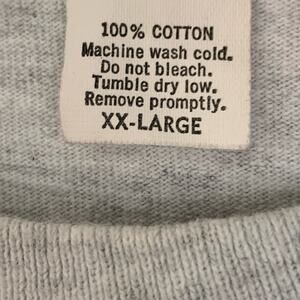 100% COTTON
Machine wash cold.
Do not bleach.
Tumble dry low.
Remove promptly.
XX-LARGE